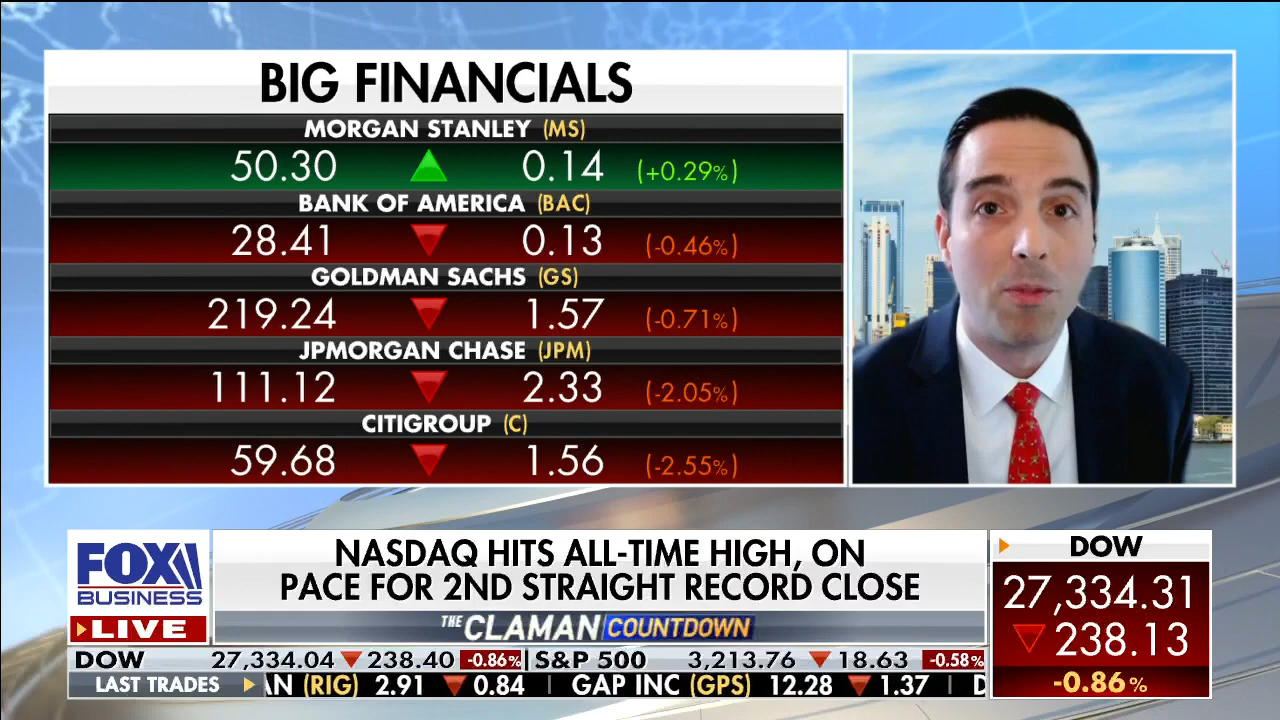 BIG FINANCIALS
MORGAN STANLEY (MS)
50.30 ▲ 0.14 (+0.29%)
BANK OF AMERICA (BAC)
28.41 ▼ 0.13 (-0.46%)
GOLDMAN SACHS (GS)
219.24 ▼ 1.57 (-0.71%)
JPMORGAN CHASE (JPM)
111.12 ▼ 2.33 (-2.05%)
CITIGROUP (C)
59.68 ▼ 1.56 (-2.55%)
FOX
BUSINESS
LIVE
NASDAQ HITS ALL-TIME HIGH, ON
PACE FOR 2ND STRAIGHT RECORD CLOSE
THE CLAMAN COUNTDOWN
DOW
27,334.31
▼ 238.13
-0.86%
DOW 27,334.04 ▼ 238.40 -0.86% S&P 500 3,213.76 ▼ 18.63 -0.58%
LAST TRADES N (RIG) 2.91 ▼ 0.84 | GAP INC (GPS) 12.28 ▼ 1.37 | D